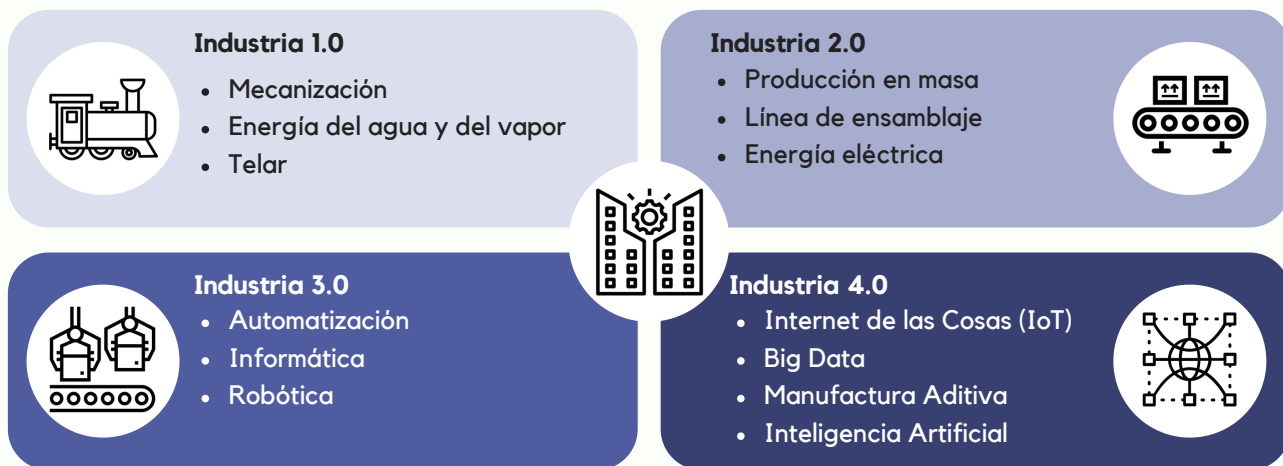 Industria 1.0
• Mecanización
• Energía del agua y del vapor
• Telar
Industria 2.0
• Producción en masa
• Línea de ensamblaje
• Energía eléctrica
Industria 3.0
• Automatización
• Informática
• Robótica
Industria 4.0
• Internet de las Cosas (IoT)
• Big Data
• Manufactura Aditiva
• Inteligencia Artificial